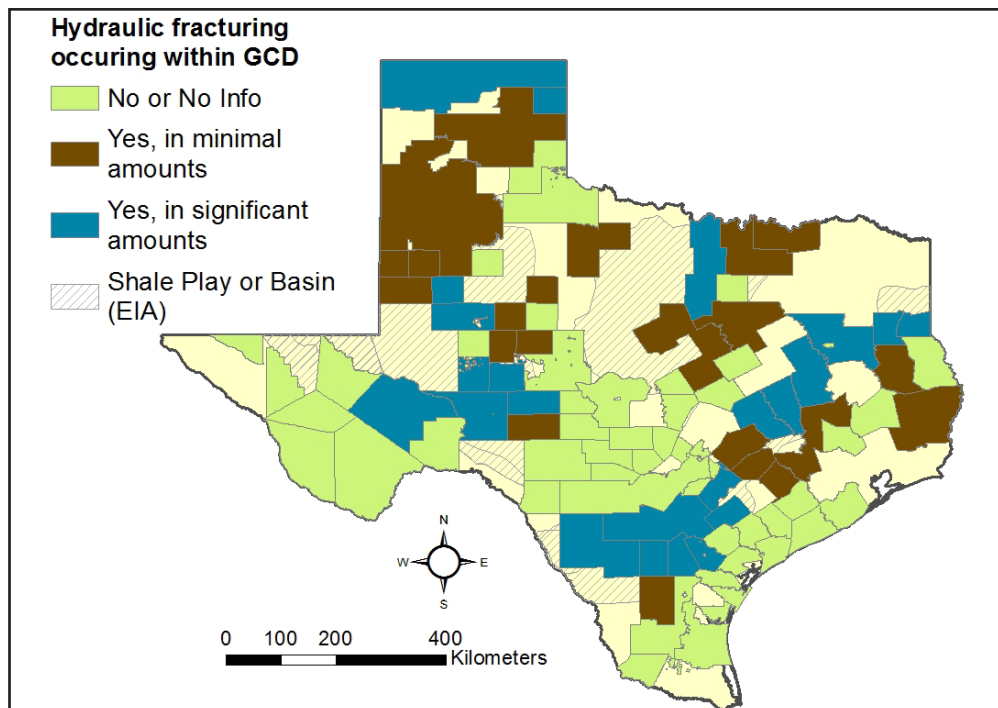 Hydraulic fracturing
occuring within GCD
No or No Info
Yes, in minimal
amounts
Yes, in significant
amounts
Shale Play or Basin
(EIA)
N
W
E
S
0 100 200 400
Kilometers